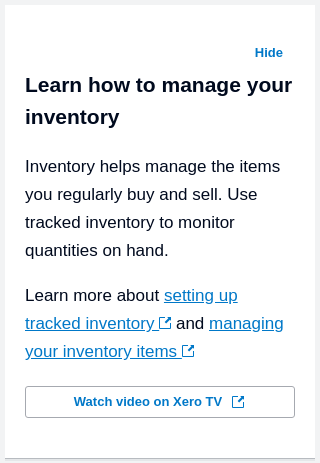 Hide
Learn how to manage your
inventory
Inventory helps manage the items
you regularly buy and sell. Use
tracked inventory to monitor
quantities on hand.
Learn more about setting up
tracked inventory and managing
your inventory items
Watch video on Xero TV